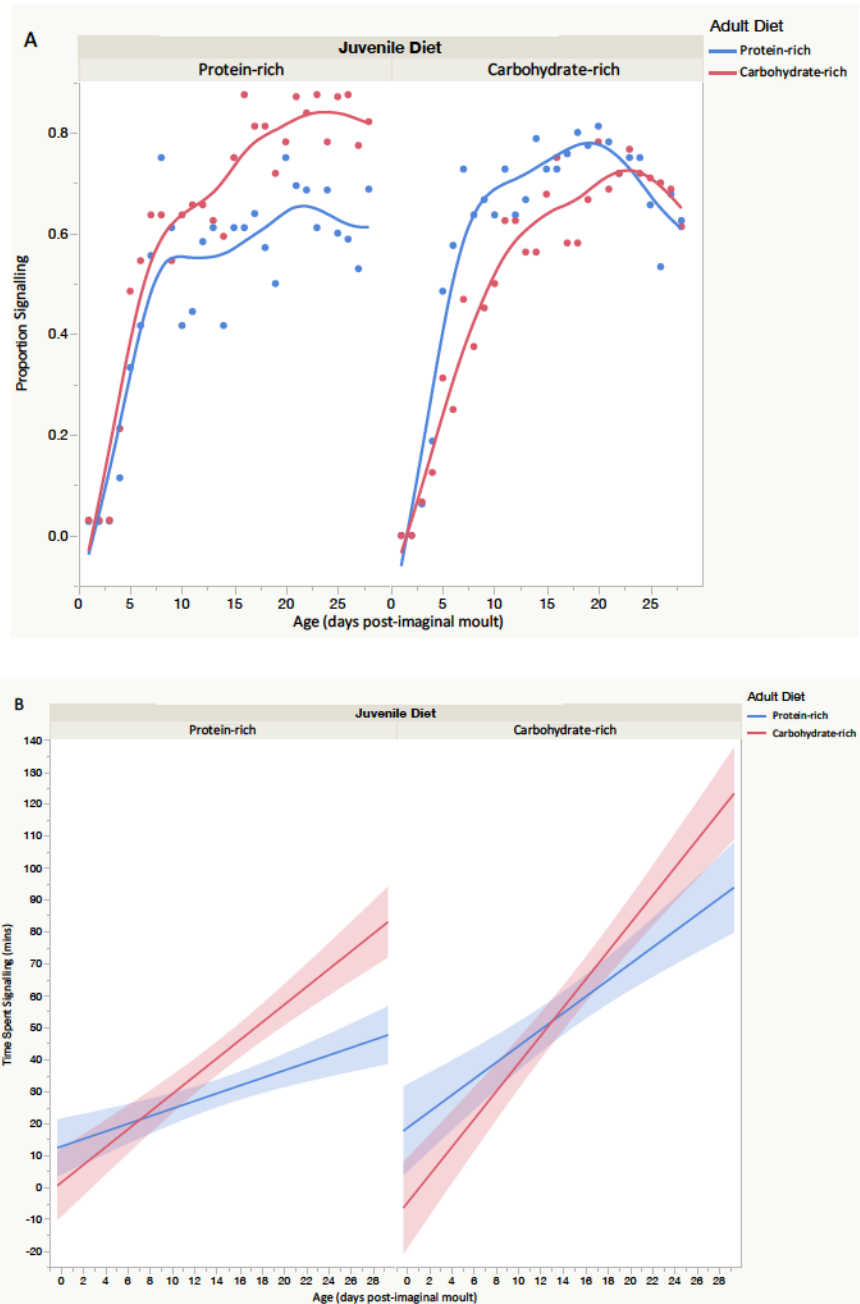 A
Juvenile Diet
Protein-rich
Carbohydrate-rich
Adult Diet
Protein-rich
Carbohydrate-rich
Proportion Signalling
0.8
0.6
0.4
0.2
0.0
0 5 10 15 20 25 0 5 10 15 20 25
Age (days post-imaginal moult)
B
Juvenile Diet
Protein-rich
Carbohydrate-rich
Adult Diet
Protein-rich
Carbohydrate-rich
Time Spent Signalling (mins)
140
130
120
110
100
90
80
70
60
50
40
30
20
10
0
-10
-20
0 2 4 6 8 10 12 14 16 18 20 22 24 26 28 0 2 4 6 8 10 12 14 16 18 20 22 24 26 28
Age (days post-imaginal moult)